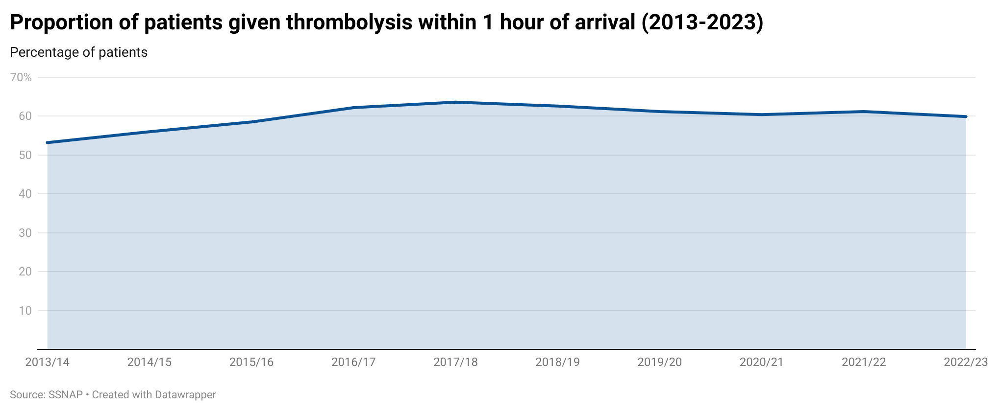 Proportion of patients given thrombolysis within 1 hour of arrival (2013-2023)
Percentage of patients
70%
60
50
40
30
20
10
2013/14 2014/15 2015/16 2016/17 2017/18 2018/19 2019/20 2020/21 2021/22 2022/23
Source: SSNAP • Created with Datawrapper